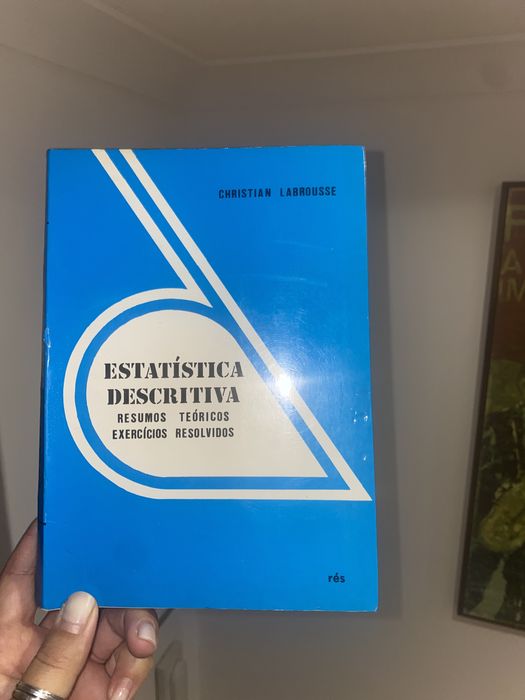 CHRISTIAN LABROUSSE
ESTATÍSTICA
DESCRITIVA
RESUMOS TEÓRICOS
EXERCÍCIOS RESOLVIDOS
rés